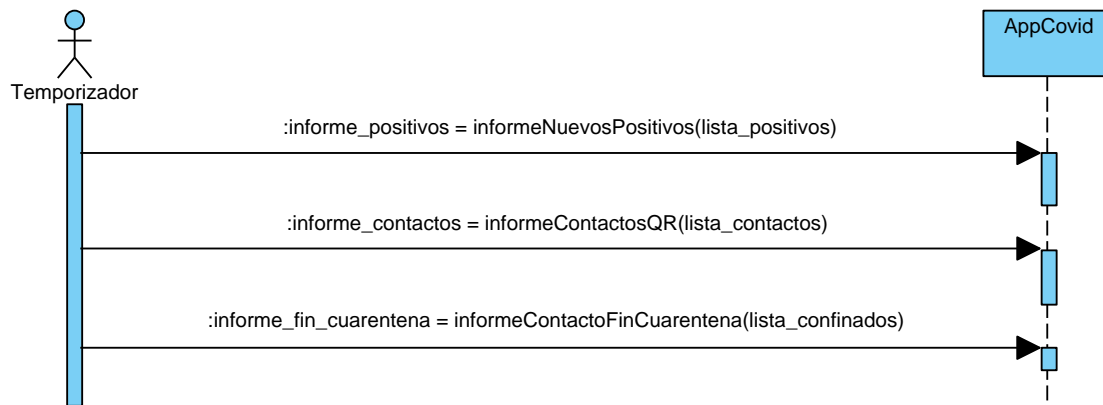 AppCovid
Temporizador
:informe_positivos = informeNuevosPositivos(lista_positivos)
:informe_contactos = informeContactosQR(lista_contactos)
:informe_fin_cuarentena = informeContactoFinCuarentena(lista_confinados)